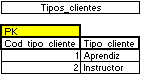 Tipos_clientes
PK
Cod_tipo_cliente Tipo_cliente
1 Aprendiz
2 Instructor